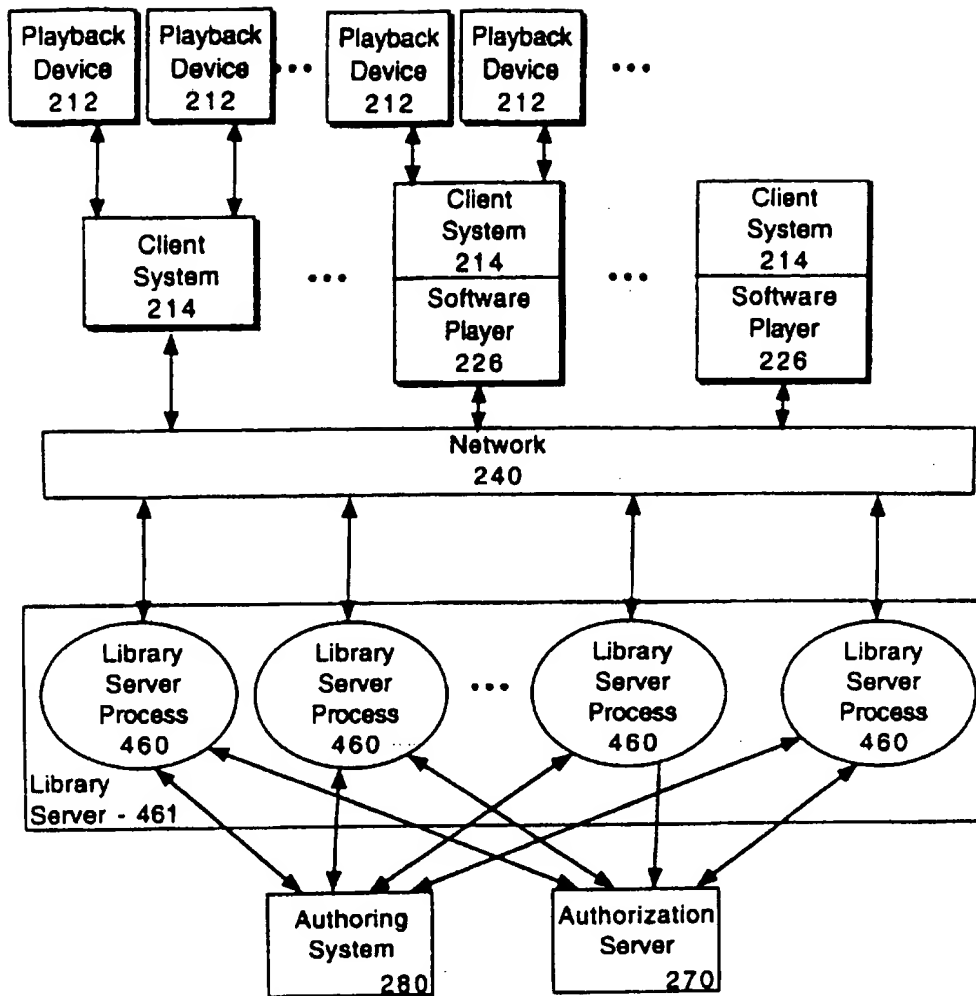 Playback
Device
212
Playback
Device
212
...
Playback
Device
212
Playback
Device
212
...
Client
System
214
...
Client
System
214
Software
Player
226
...
Client
System
214
Software
Player
226
Network
240
Library
Server
Process
460
Library
Server
Process
460
...
Library
Server
Process
460
Library
Server
Process
460
Library
Server - 461
Authoring
System
280
Authorization
Server
270